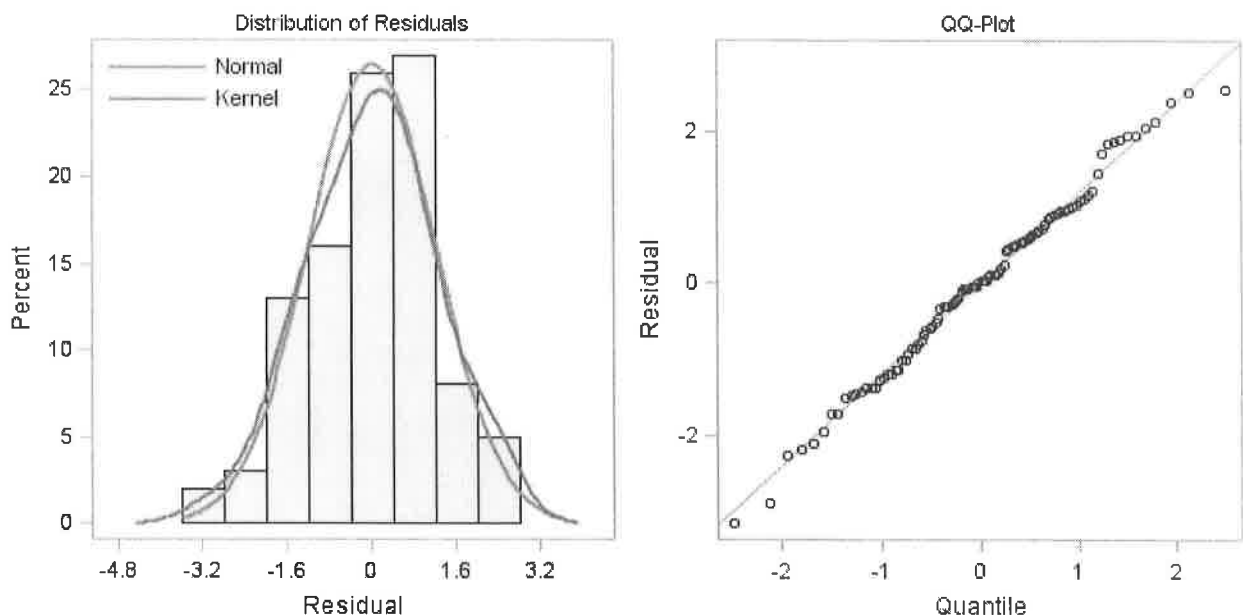 Distribution of Residuals
Normal
Kernel
25
20
15
10
5
0
Percent
-4.8 -3.2 -1.6 0 1.6 3.2
Residual
QQ-Plot
2
0
-2
Residual
-2 -1 0 1 2
Quantile